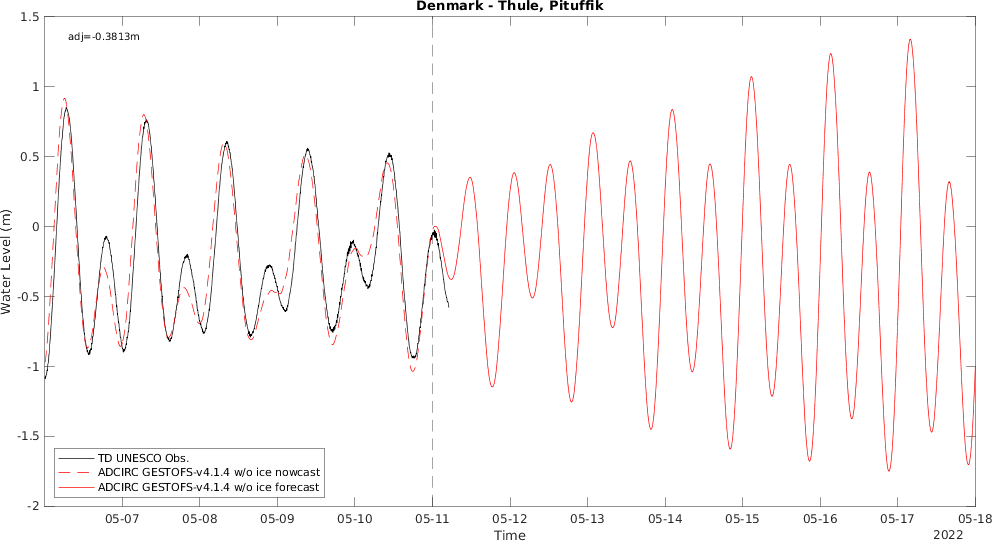 Denmark - Thule, Pituffik
adj=-0.3813m
1.5
1
0.5
0
-0.5
-1
-1.5
-2
Water Level (m)
TD UNESCO Obs.
ADCIRC GESTOFS-v4.1.4 w/o ice nowcast
ADCIRC GESTOFS-v4.1.4 w/o ice forecast
05-07 05-08 05-09 05-10 05-11 05-12 05-13 05-14 05-15 05-16 05-17 05-18
Time
2022